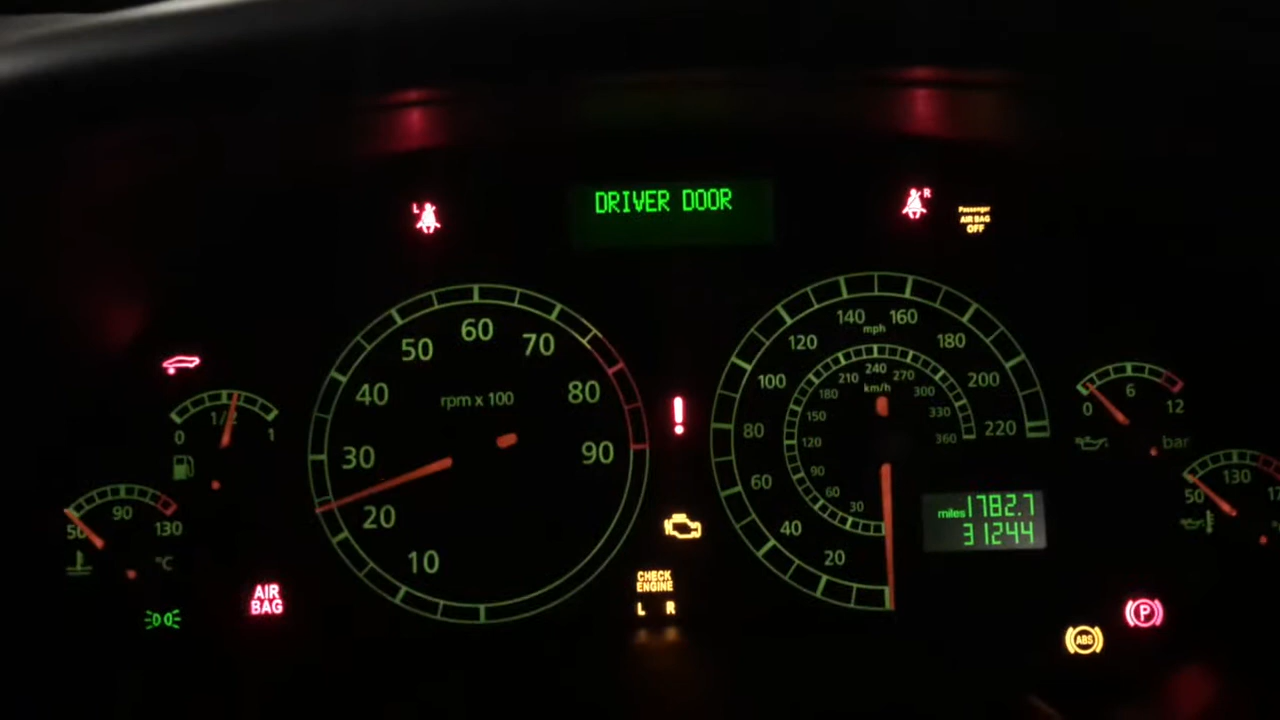 DRIVER DOOR
L
R
Passenger
AIR BAG
OFF
10
20
30
40
50
60
70
80
90
rpm x 100
20
40
60
80
100
120
140
160
180
200
220
mph
30
60
90
120
150
180
210
240
270
300
330
360
km/h
0
1/2
1
50
90
130
°C
AIR
BAG
CHECK
ENGINE
L R
miles 1782.7
31244
0
6
12
bar
50
130
ABS
P